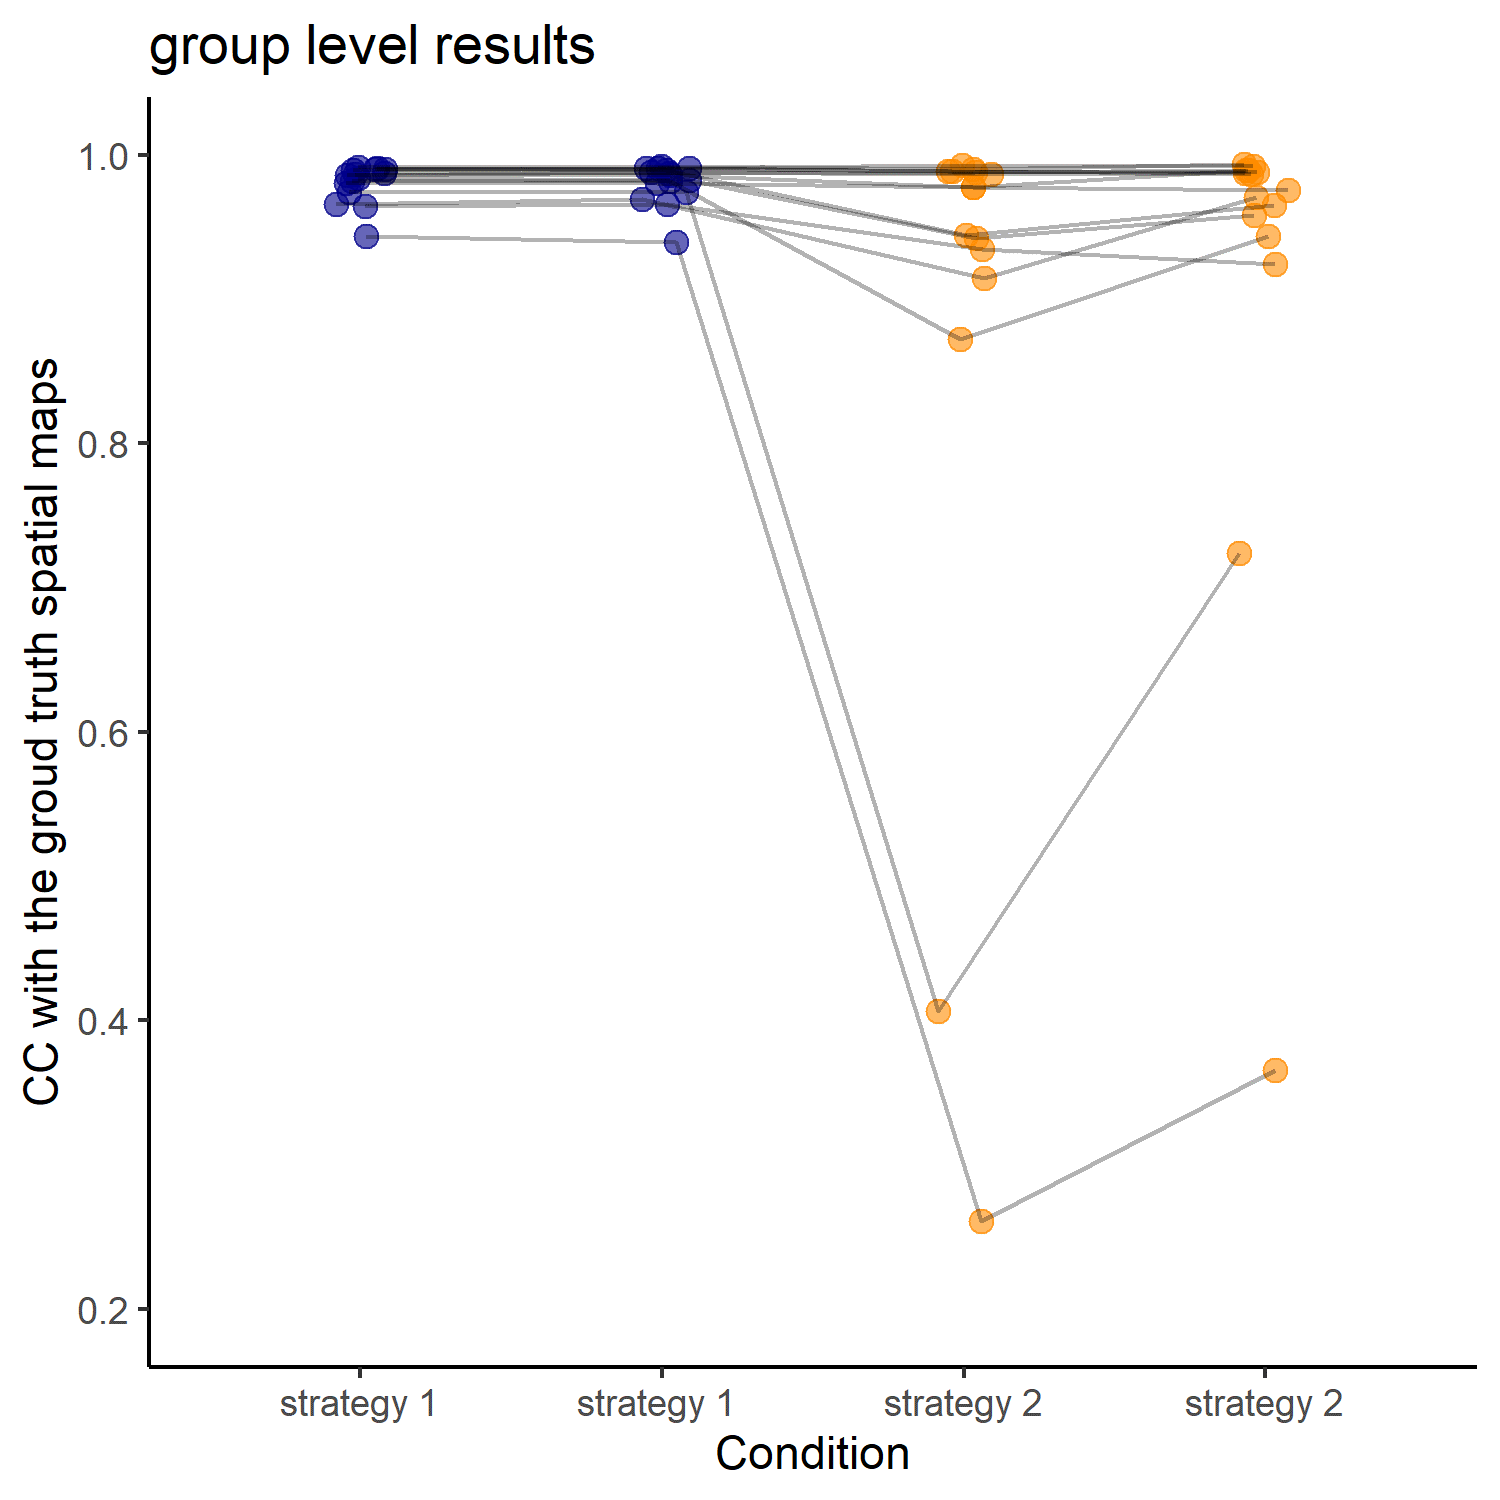 group level results
CC with the groud truth spatial maps
1.0
0.8
0.6
0.4
0.2
strategy 1 strategy 1 strategy 2 strategy 2
Condition